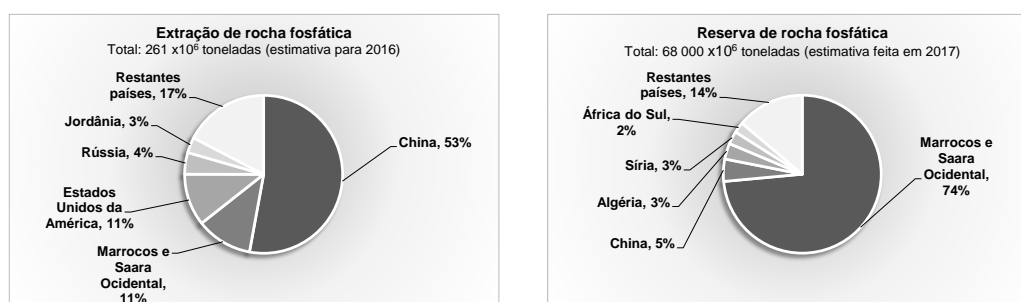 Extração de rocha fosfática
Total: 261 x10⁶ toneladas (estimativa para 2016)
Restantes
países, 17%
Jordânia, 3%
Rússia, 4%
Estados
Unidos da
América, 11%
Marrocos e
Saara
Ocidental,
11%
China, 53%
Reserva de rocha fosfática
Total: 68 000 x10⁶ toneladas (estimativa feita em 2017)
Restantes
países, 14%
África do Sul,
2%
Síria, 3%
Algéria, 3%
China, 5%
Marrocos e
Saara
Ocidental,
74%